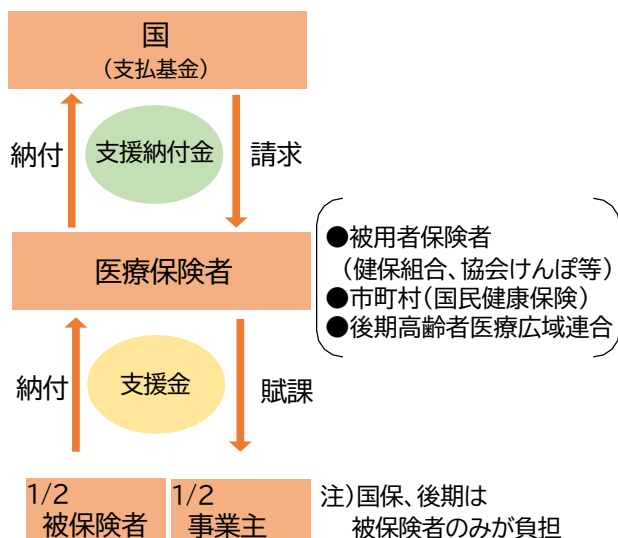 国
(支払基金)
納付
支援納付金
請求
医療保険者
●被用者保険者
(健保組合、協会けんぽ等)
●市町村(国民健康保険)
●後期高齢者医療広域連合
納付
支援金
賦課
1/2
被保険者
1/2
事業主
注)国保、後期は
被保険者のみが負担